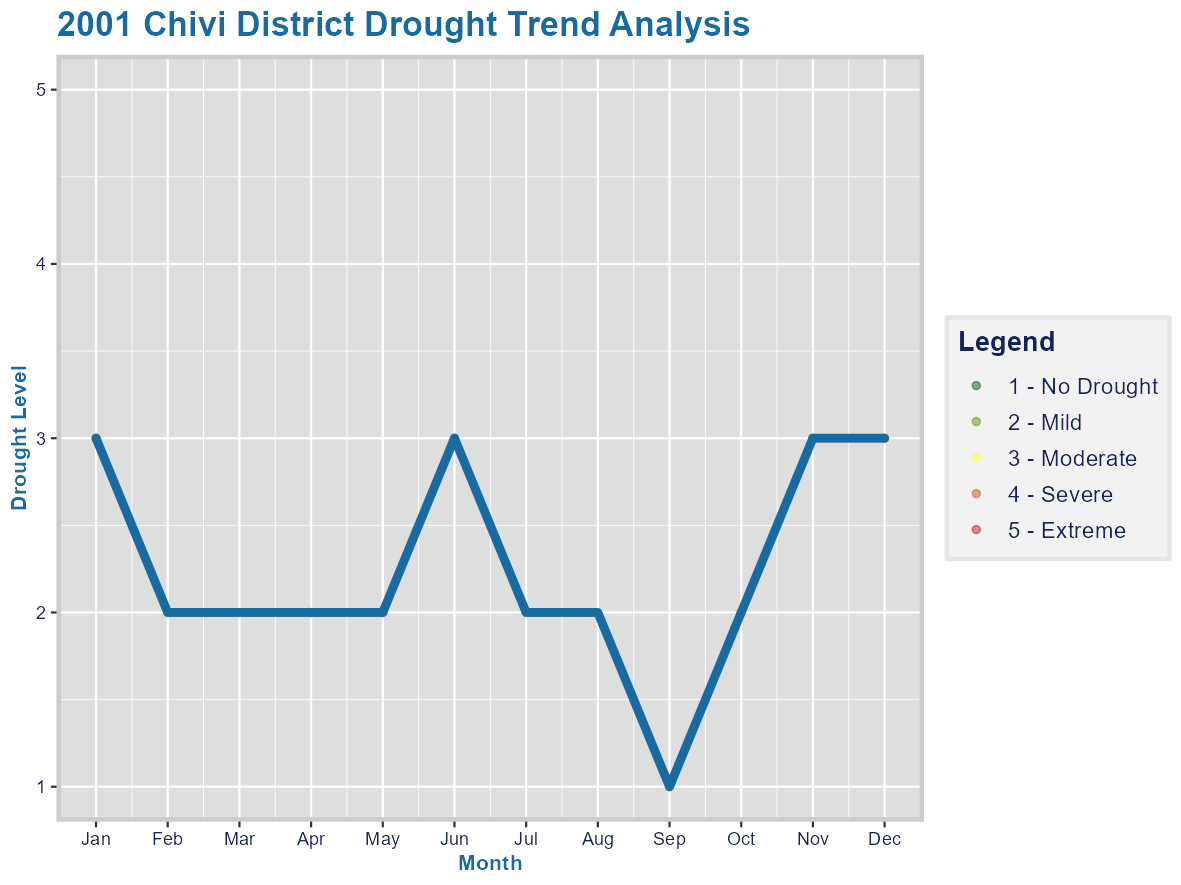 2001 Chivi District Drought Trend Analysis
5
4
3
2
1
Drought Level
Jan Feb Mar Apr May Jun Jul Aug Sep Oct Nov Dec
Month
Legend
1 - No Drought
2 - Mild
3 - Moderate
4 - Severe
5 - Extreme